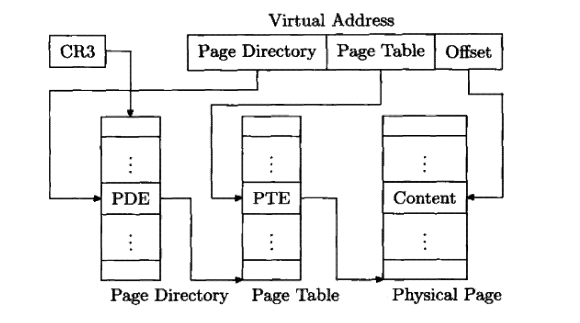 Virtual Address
CR3
Page Directory Page Table Offset
PDE PTE Content
Page Directory Page Table Physical Page